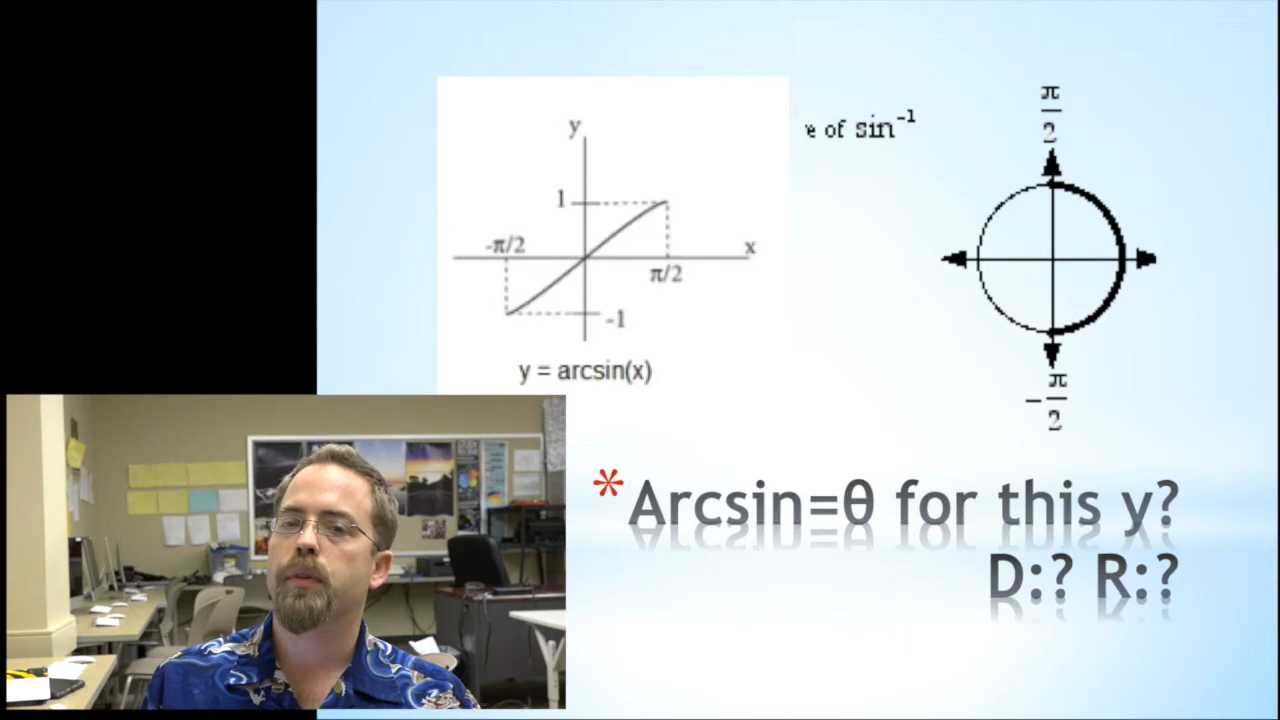 y
1
-π/2
x
π/2
-1
y = arcsin(x)
e of sin⁻¹
π/2
-π/2
*Arcsin=θ for this y?
D:? R:?